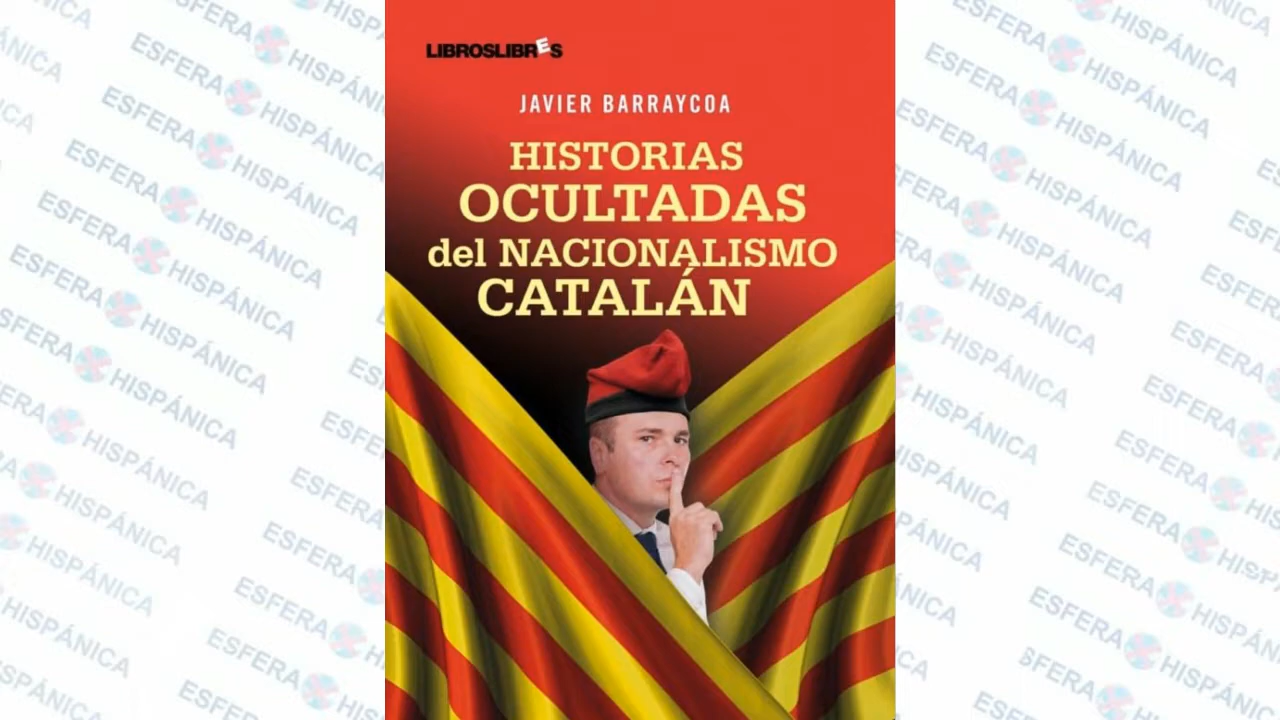 LIBROSLIBRES
JAVIER BARRAYCOA
HISTORIAS
OCULTADAS
del NACIONALISMO
CATALÁN
ESFERA HISPÁNICA